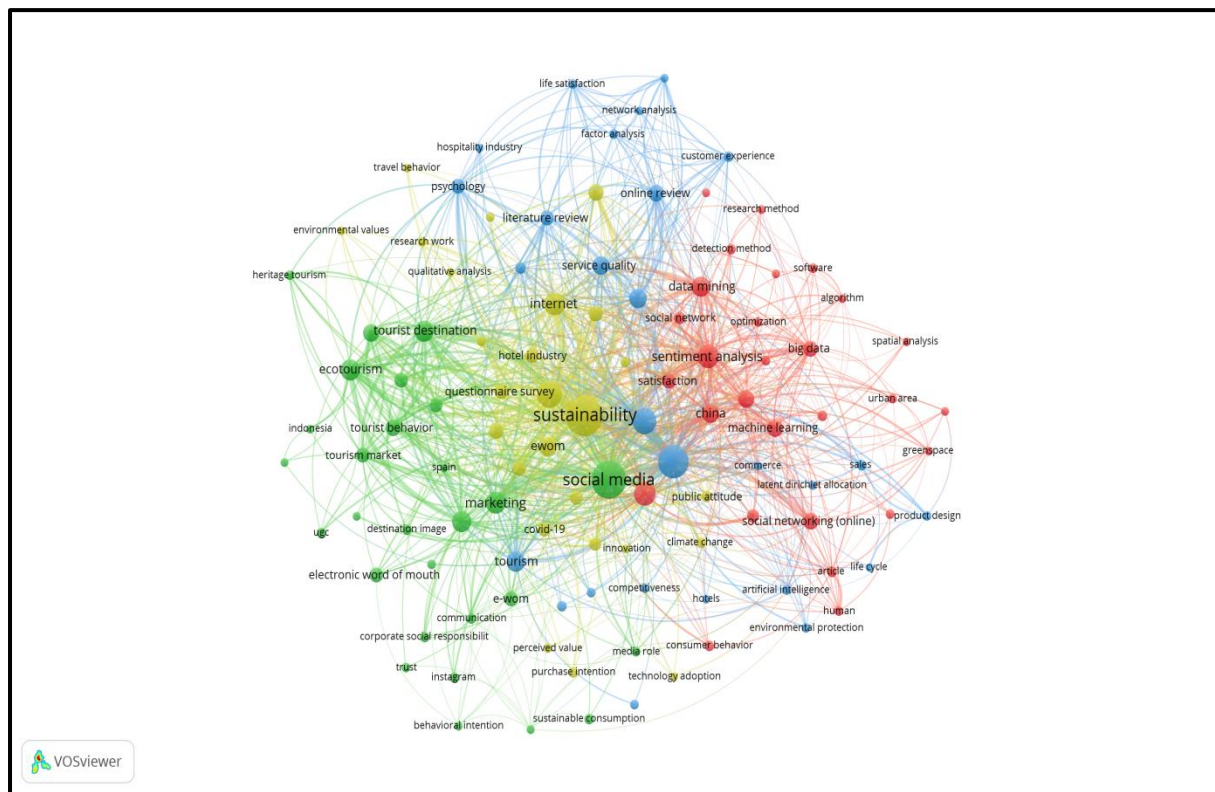 life satisfaction
network analysis
factor analysis
hospitality industry
customer experience
travel behavior
psychology
online review
research method
literature review
environmental values
research work
detection method
service quality
software
heritage tourism
qualitative analysis
data mining
algorithm
internet
social network
optimization
tourist destination
spatial analysis
hotel industry
sentiment analysis
big data
ecotourism
satisfaction
questionnaire survey
urban area
sustainability
china
indonesia
tourist behavior
machine learning
ewom
greenspace
tourism market
spain
commerce
sales
social media
latent dirichlet allocation
marketing
public attitude
product design
ugc
destination image
covid-19
social networking (online)
climate change
innovation
tourism
electronic word of mouth
article
life cycle
competitiveness
artificial intelligence
e-wom
hotels
human
communication
environmental protection
corporate social responsibilit
perceived value
media role
consumer behavior
trust
instagram
purchase intention
technology adoption
behavioral intention
sustainable consumption
VOSviewer